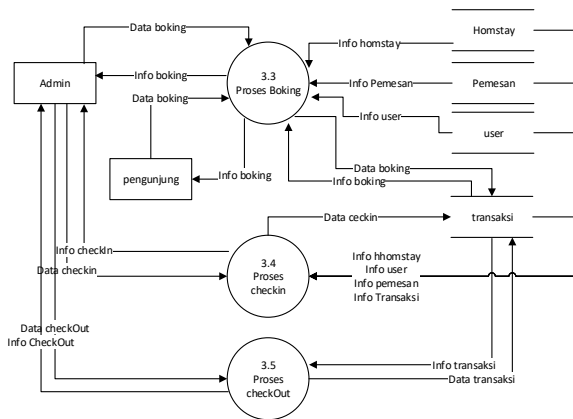 Data boking
Homstay
Info homstay
3.3
Proses Boking
Admin
Info boking
Info Pemesan
Pemesan
Data boking
Info user
user
Data boking
Info boking
pengunjung
Info boking
Data ceckin
transaksi
Info checkIn
Data checkin
3.4
Proses
checkin
Info hhomstay
Info user
Info pemesan
Info Transaksi
Data checkOut
Info CheckOut
3.5
Proses
checkOut
Info transaksi
Data transaksi